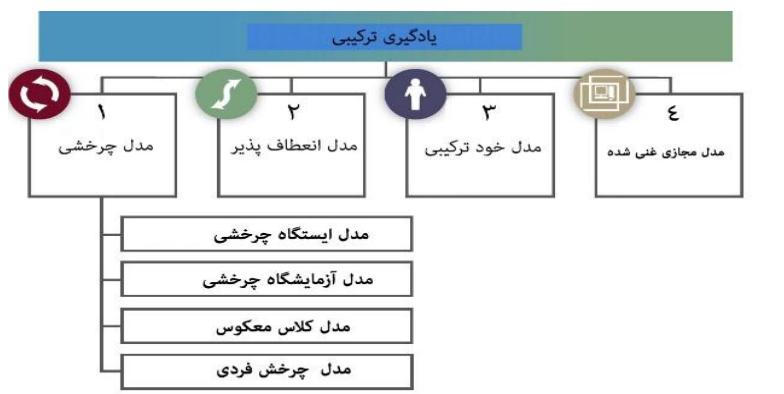 یادگیری ترکیبی
۱
مدل چرخشی
۲
مدل انعطاف پذیر
۳
مدل خود ترکیبی
٤
مدل مجازی غنی شده
مدل ایستگاه چرخشی
مدل آزمایشگاه چرخشی
مدل کلاس معکوس
مدل چرخش فردی